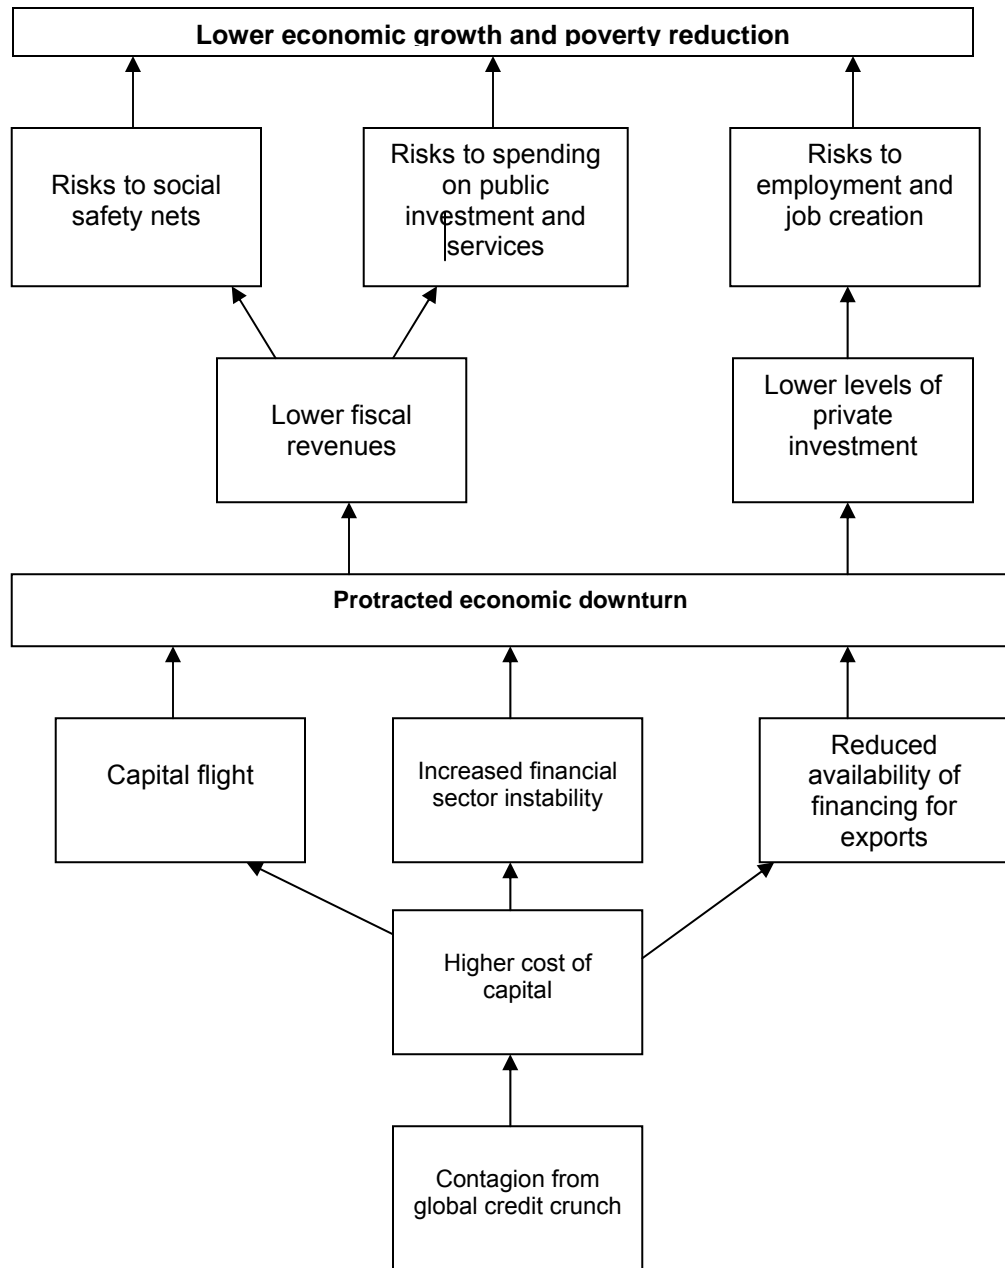 Lower economic growth and poverty reduction
Risks to social
safety nets
Risks to spending
on public
investment and
services
Risks to
employment and
job creation
Lower fiscal
revenues
Lower levels of
private
investment
Protracted economic downturn
Capital flight
Increased financial
sector instability
Reduced
availability of
financing for
exports
Higher cost of
capital
Contagion from
global credit crunch